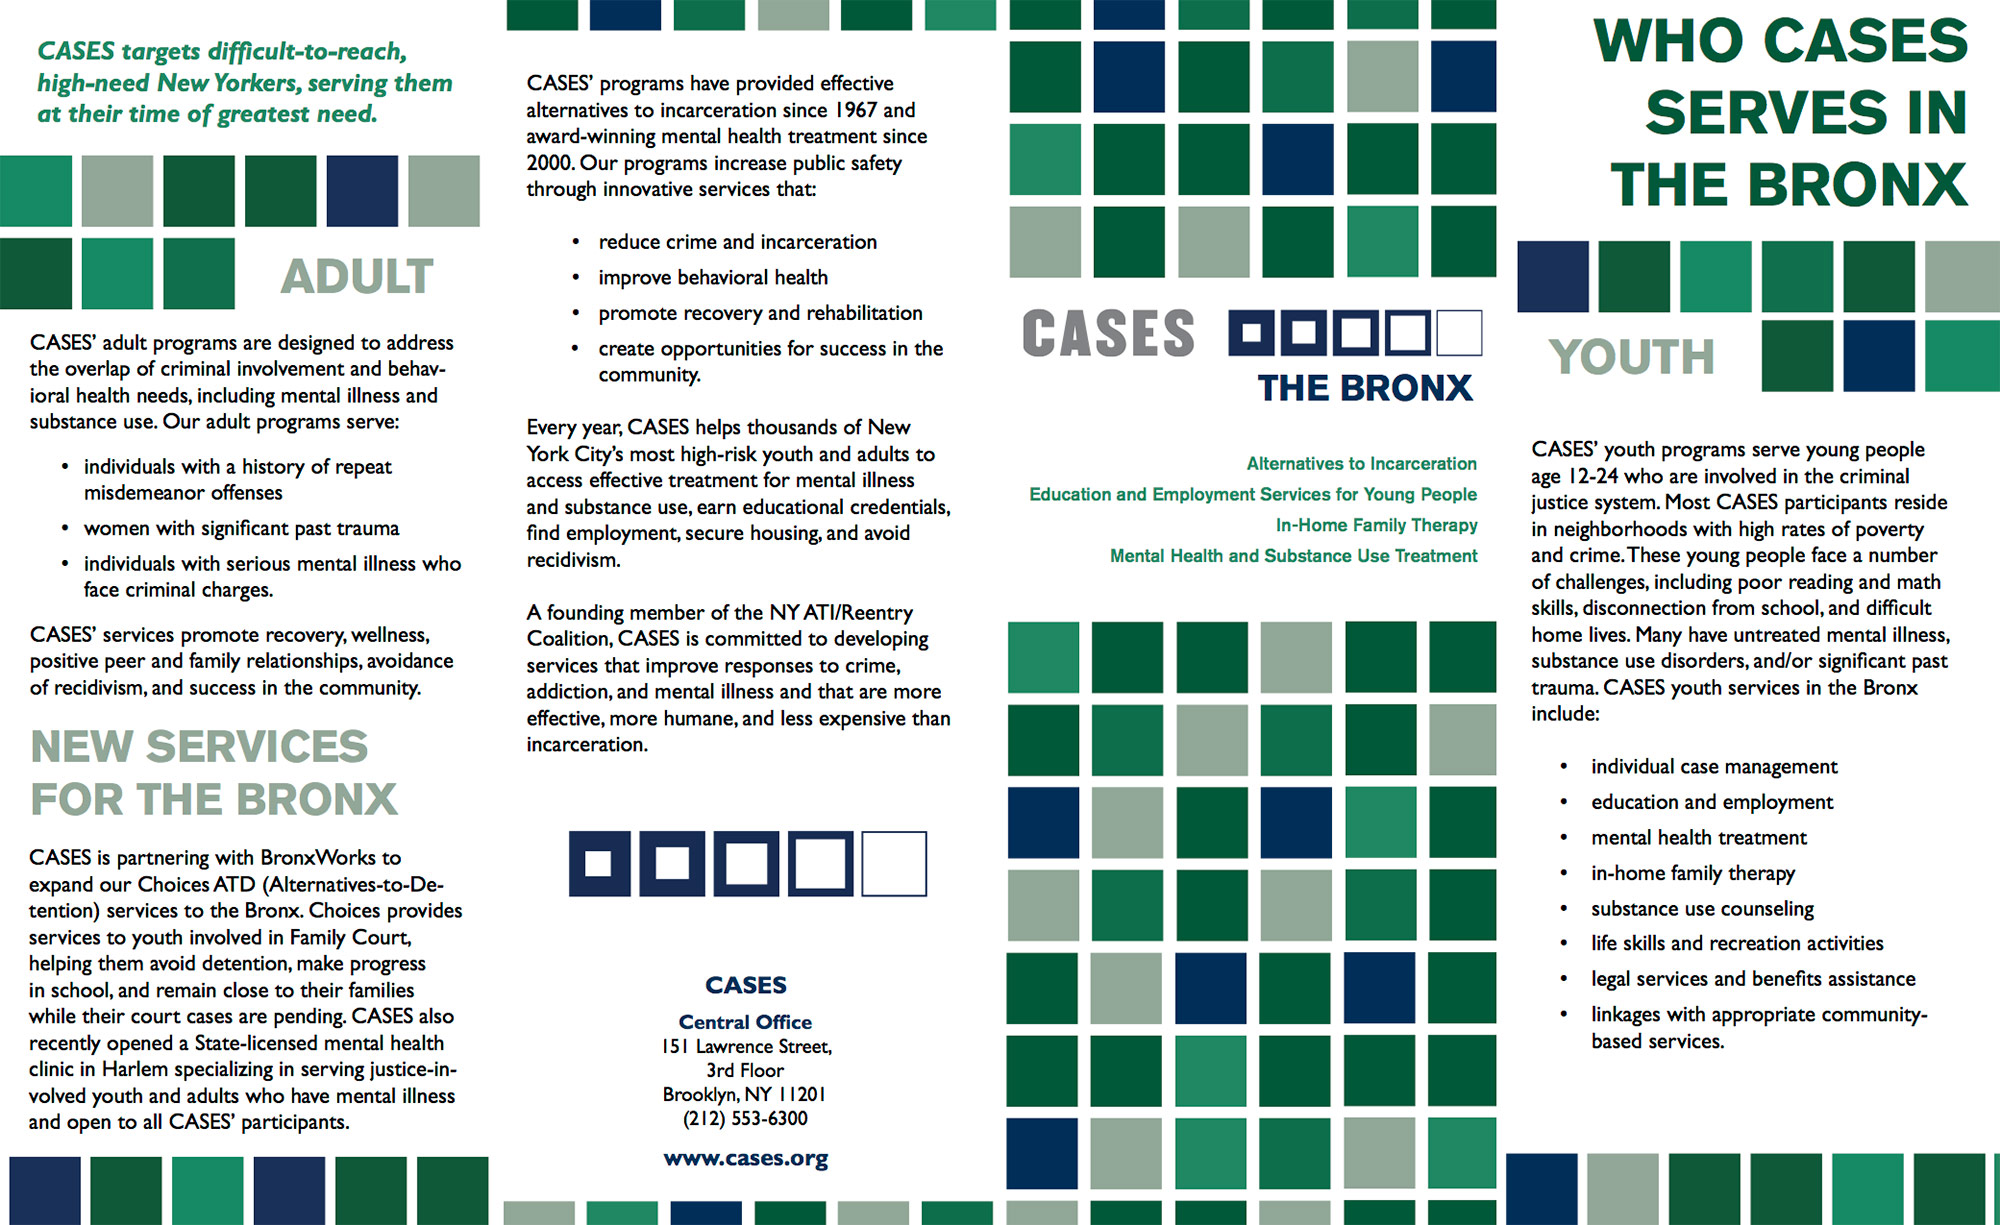 CASES targets difficult-to-reach,
high-need New Yorkers, serving them
at their time of greatest need.
ADULT
CASES' adult programs are designed to address
the overlap of criminal involvement and behav-
ioral health needs, including mental illness and
substance use. Our adult programs serve:
• individuals with a history of repeat
misdemeanor offenses
• women with significant past trauma
• individuals with serious mental illness who
face criminal charges.
CASES' services promote recovery, wellness,
positive peer and family relationships, avoidance
of recidivism, and success in the community.
NEW SERVICES
FOR THE BRONX
CASES is partnering with BronxWorks to
expand our Choices ATD (Alternatives-to-De-
tention) services to the Bronx. Choices provides
services to youth involved in Family Court,
helping them avoid detention, make progress
in school, and remain close to their families
while their court cases are pending. CASES also
recently opened a State-licensed mental health
clinic in Harlem specializing in serving justice-in-
volved youth and adults who have mental illness
and open to all CASES' participants.
CASES' programs have provided effective
alternatives to incarceration since 1967 and
award-winning mental health treatment since
2000. Our programs increase public safety
through innovative services that:
• reduce crime and incarceration
• improve behavioral health
• promote recovery and rehabilitation
• create opportunities for success in the
community.
Every year, CASES helps thousands of New
York City's most high-risk youth and adults to
access effective treatment for mental illness
and substance use, earn educational credentials,
find employment, secure housing, and avoid
recidivism.
A founding member of the NY ATI/Reentry
Coalition, CASES is committed to developing
services that improve responses to crime,
addiction, and mental illness and that are more
effective, more humane, and less expensive than
incarceration.
CASES
Central Office
151 Lawrence Street,
3rd Floor
Brooklyn, NY 11201
(212) 553-6300
www.cases.org
CASES
THE BRONX
Alternatives to Incarceration
Education and Employment Services for Young People
In-Home Family Therapy
Mental Health and Substance Use Treatment
WHO CASES
SERVES IN
THE BRONX
YOUTH
CASES' youth programs serve young people
age 12-24 who are involved in the criminal
justice system. Most CASES participants reside
in neighborhoods with high rates of poverty
and crime. These young people face a number
of challenges, including poor reading and math
skills, disconnection from school, and difficult
home lives. Many have untreated mental illness,
substance use disorders, and/or significant past
trauma. CASES youth services in the Bronx
include:
• individual case management
• education and employment
• mental health treatment
• in-home family therapy
• substance use counseling
• life skills and recreation activities
• legal services and benefits assistance
• linkages with appropriate community-
based services.